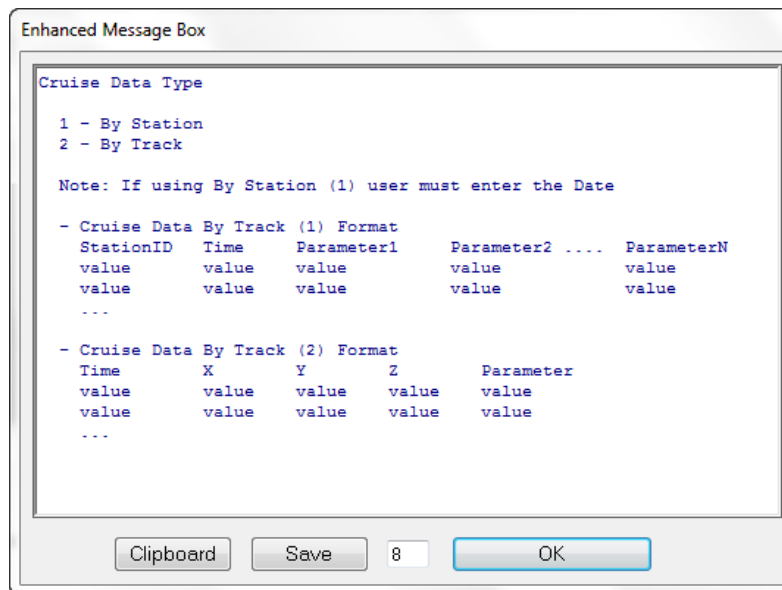 Enhanced Message Box
Cruise Data Type
1 - By Station
2 - By Track
Note: If using By Station (1) user must enter the Date
- Cruise Data By Track (1) Format
StationID Time Parameter1 Parameter2 .... ParameterN
value value value value value
value value value value value
...
- Cruise Data By Track (2) Format
Time X Y Z Parameter
value value value value value
value value value value value
...
Clipboard Save 8 OK